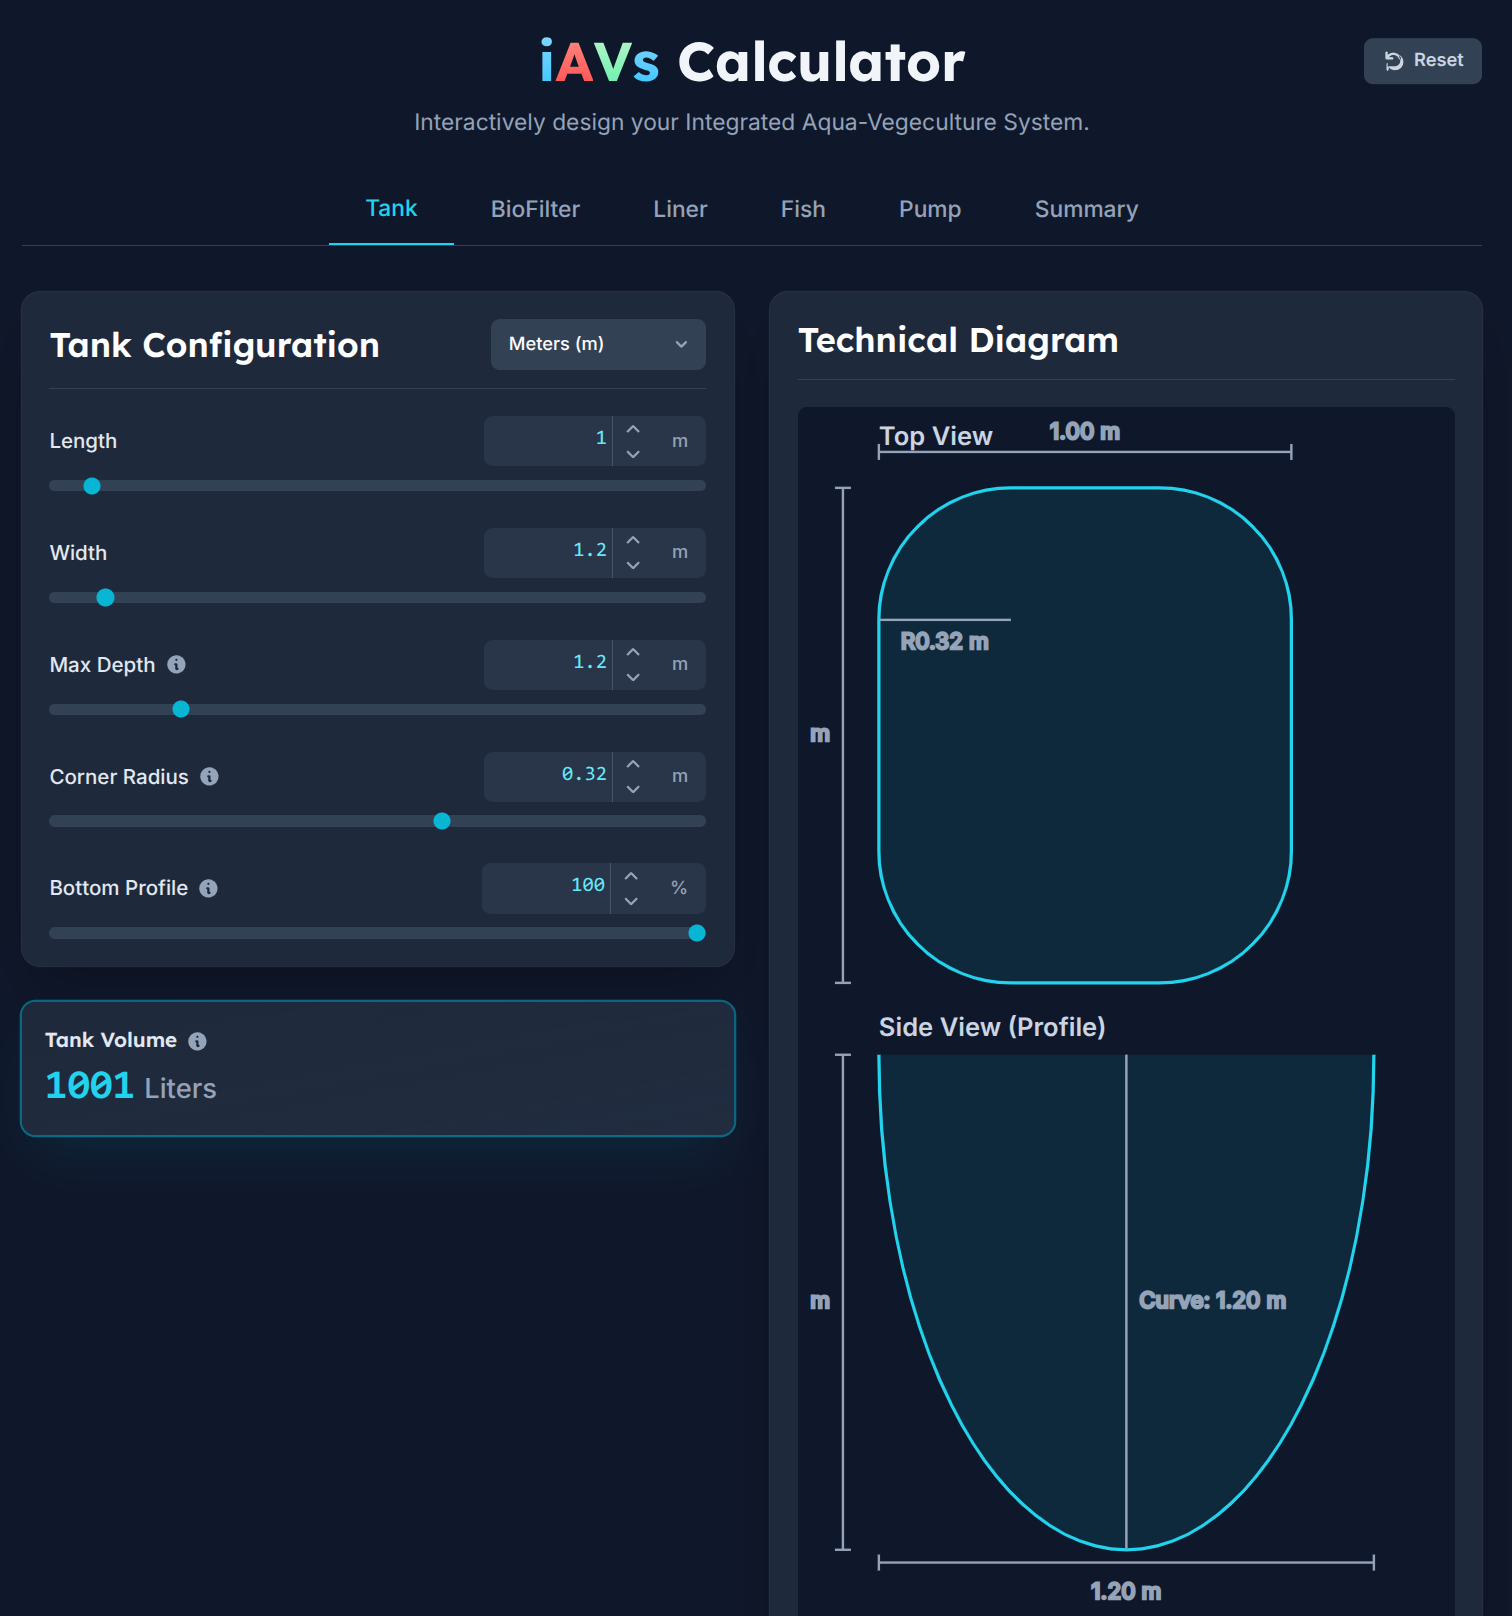 iAVs Calculator
Reset
Interactively design your Integrated Aqua-Vegeculture System.
Tank
BioFilter
Liner
Fish
Pump
Summary
Tank Configuration
Meters (m)
Length
1
m
Width
1.2
m
Max Depth
1.2
m
Corner Radius
0.32
m
Bottom Profile
100
%
Tank Volume
1001 Liters
Technical Diagram
Top View
1.00 m
R0.32 m
m
Side View (Profile)
m
Curve: 1.20 m
1.20 m